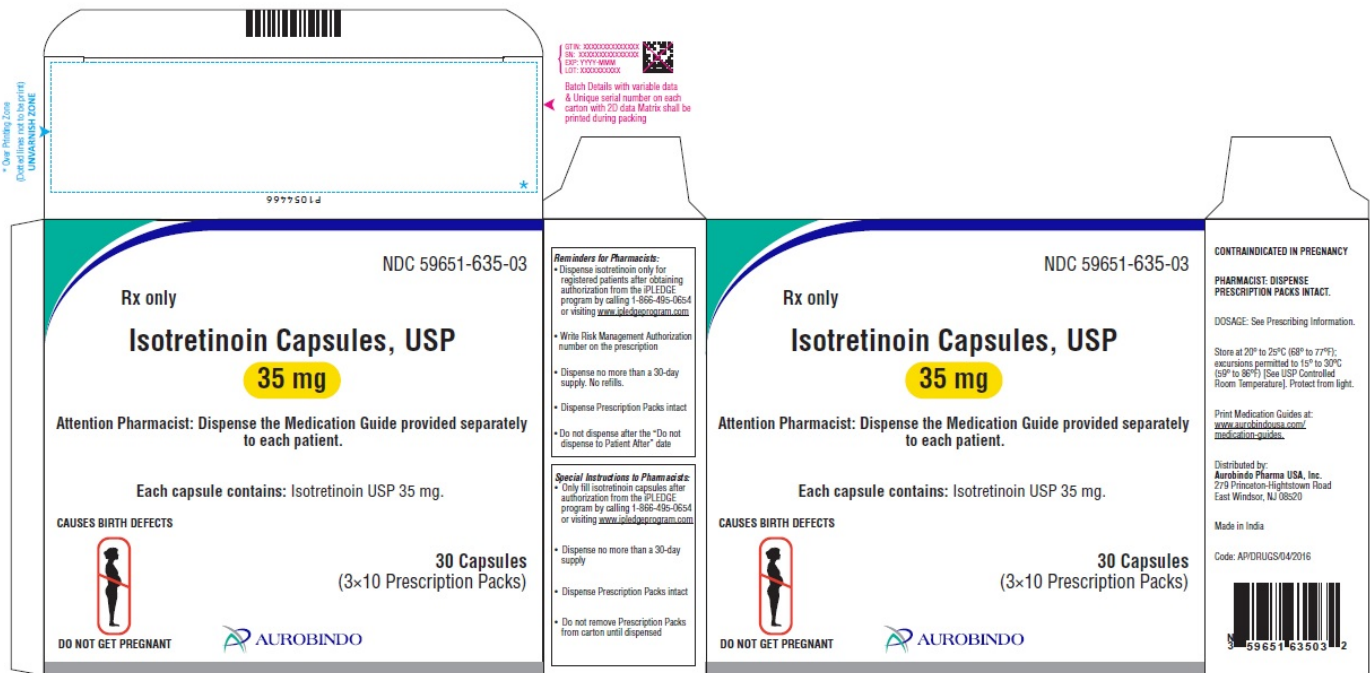 * Over Printing Zone
(Dotted lines not to be print)
UNVARNISH ZONE
*
P1054466
GTIN: XXXXXXXXXXXXXX
SN: XXXXXXXXXXXXXXX
EXP: YYYY-MMM
LOT: XXXXXXXXXX
Batch Details with variable data
& Unique serial number on each
carton with 2D data Matrix shall be
printed during packing
NDC 59651-635-03
Rx only
Isotretinoin Capsules, USP
35 mg
Attention Pharmacist: Dispense the Medication Guide provided separately
to each patient.
Each capsule contains: Isotretinoin USP 35 mg.
CAUSES BIRTH DEFECTS
DO NOT GET PREGNANT
30 Capsules
(3×10 Prescription Packs)
AUROBINDO
Reminders for Pharmacists:
• Dispense isotretinoin only for
registered patients after obtaining
authorization from the iPLEDGE
program by calling 1-866-495-0654
or visiting www.ipledgeprogram.com
• Write Risk Management Authorization
number on the prescription
• Dispense no more than a 30-day
supply. No refills.
• Dispense Prescription Packs intact
• Do not dispense after the “Do not
dispense to Patient After” date
Special Instructions to Pharmacists:
• Only fill isotretinoin capsules after
authorization from the iPLEDGE
program by calling 1-866-495-0654
or visiting www.ipledgeprogram.com
• Dispense no more than a 30-day
supply
• Dispense Prescription Packs intact
• Do not remove Prescription Packs
from carton until dispensed
NDC 59651-635-03
Rx only
Isotretinoin Capsules, USP
35 mg
Attention Pharmacist: Dispense the Medication Guide provided separately
to each patient.
Each capsule contains: Isotretinoin USP 35 mg.
CAUSES BIRTH DEFECTS
DO NOT GET PREGNANT
30 Capsules
(3×10 Prescription Packs)
AUROBINDO
CONTRAINDICATED IN PREGNANCY
PHARMACIST: DISPENSE
PRESCRIPTION PACKS INTACT.
DOSAGE: See Prescribing Information.
Store at 20° to 25°C (68° to 77°F);
excursions permitted to 15° to 30°C
(59° to 86°F) [See USP Controlled
Room Temperature]. Protect from light.
Print Medication Guides at:
www.aurobindousa.com/
medication-guides.
Distributed by:
Aurobindo Pharma USA, Inc.
279 Princeton-Hightstown Road
East Windsor, NJ 08520
Made in India
Code: AP/DRUGS/04/2016
N
3 59651 63503 2